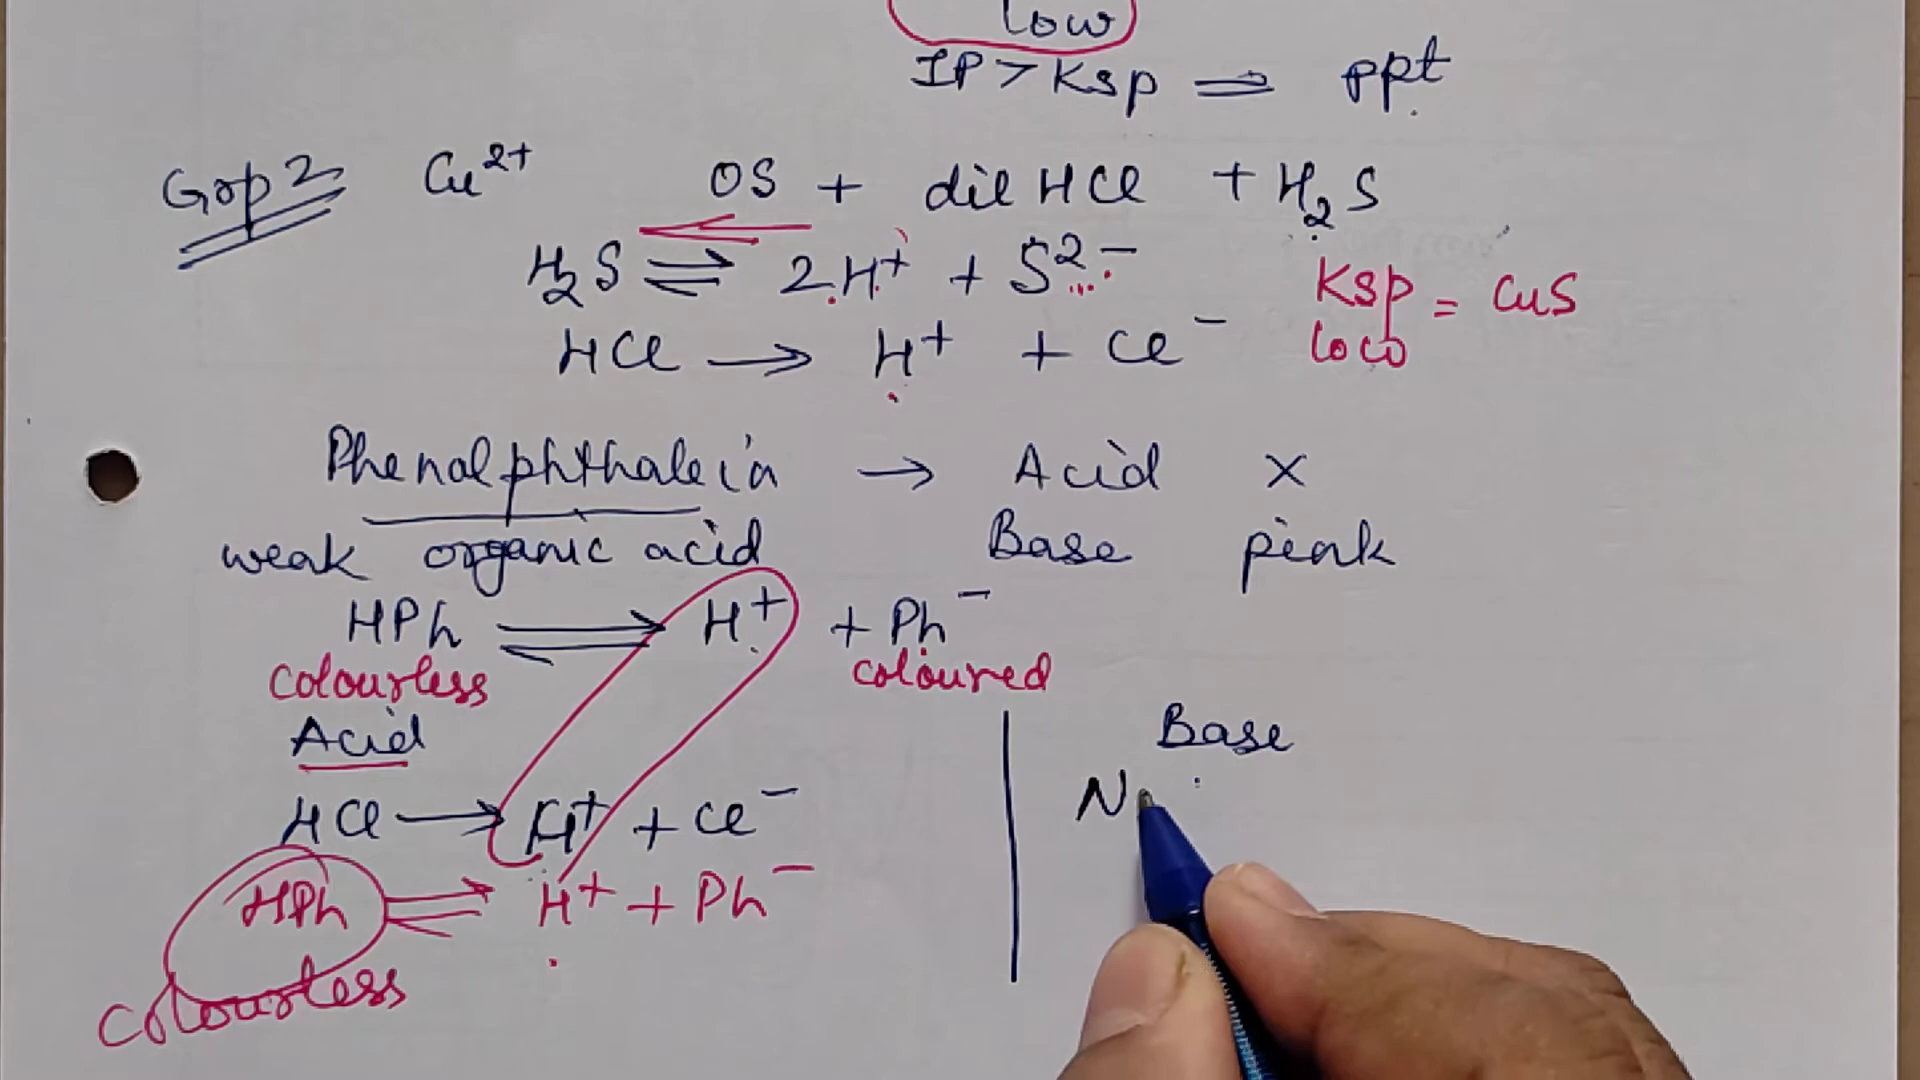 low
IP > Ksp ⇒ ppt.
Grp 2 Cu²⁺ OS + dil HCl + H₂S
H₂S ⇌ 2H⁺ + S²⁻
Ksp = CuS
low
HCl → H⁺ + Cl⁻
Phenalphthalein → Acid ×
weak organic acid Base pink
HPh ⇌ H⁺ + Ph⁻
colourless coloured
Acid
HCl → H⁺ + Cl⁻
HPh ⇌ H⁺ + Ph⁻
colourless
Base
N